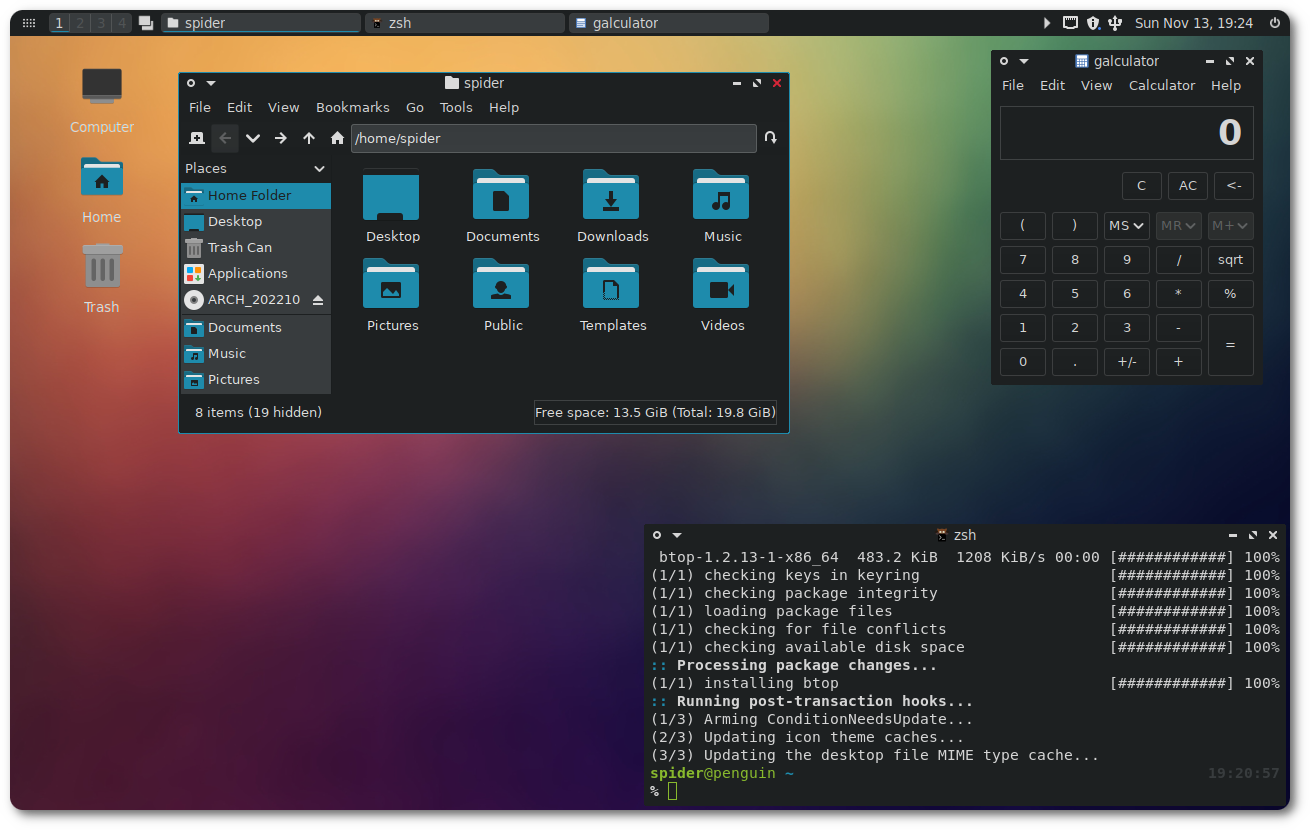 1 2 3 4 spider zsh galculator Sun Nov 13, 19:24
Computer
Home
Trash
spider
File Edit View Bookmarks Go Tools Help
/home/spider
Places
Home Folder
Desktop
Trash Can
Applications
ARCH_202210
Documents
Music
Pictures
Desktop Documents Downloads Music
Pictures Public Templates Videos
8 items (19 hidden) Free space: 13.5 GiB (Total: 19.8 GiB)
galculator
File Edit View Calculator Help
0
C AC <-
( ) MS MR M+
7 8 9 / sqrt
4 5 6 * %
1 2 3 - =
0 . +/- +
zsh
btop-1.2.13-1-x86_64 483.2 KiB 1208 KiB/s 00:00 [############] 100%
(1/1) checking keys in keyring [############] 100%
(1/1) checking package integrity [############] 100%
(1/1) loading package files [############] 100%
(1/1) checking for file conflicts [############] 100%
(1/1) checking available disk space [############] 100%
:: Processing package changes...
(1/1) installing btop [############] 100%
:: Running post-transaction hooks...
(1/3) Arming ConditionNeedsUpdate...
(2/3) Updating icon theme caches...
(3/3) Updating the desktop file MIME type cache...
spider@penguin ~ 19:20:57
%